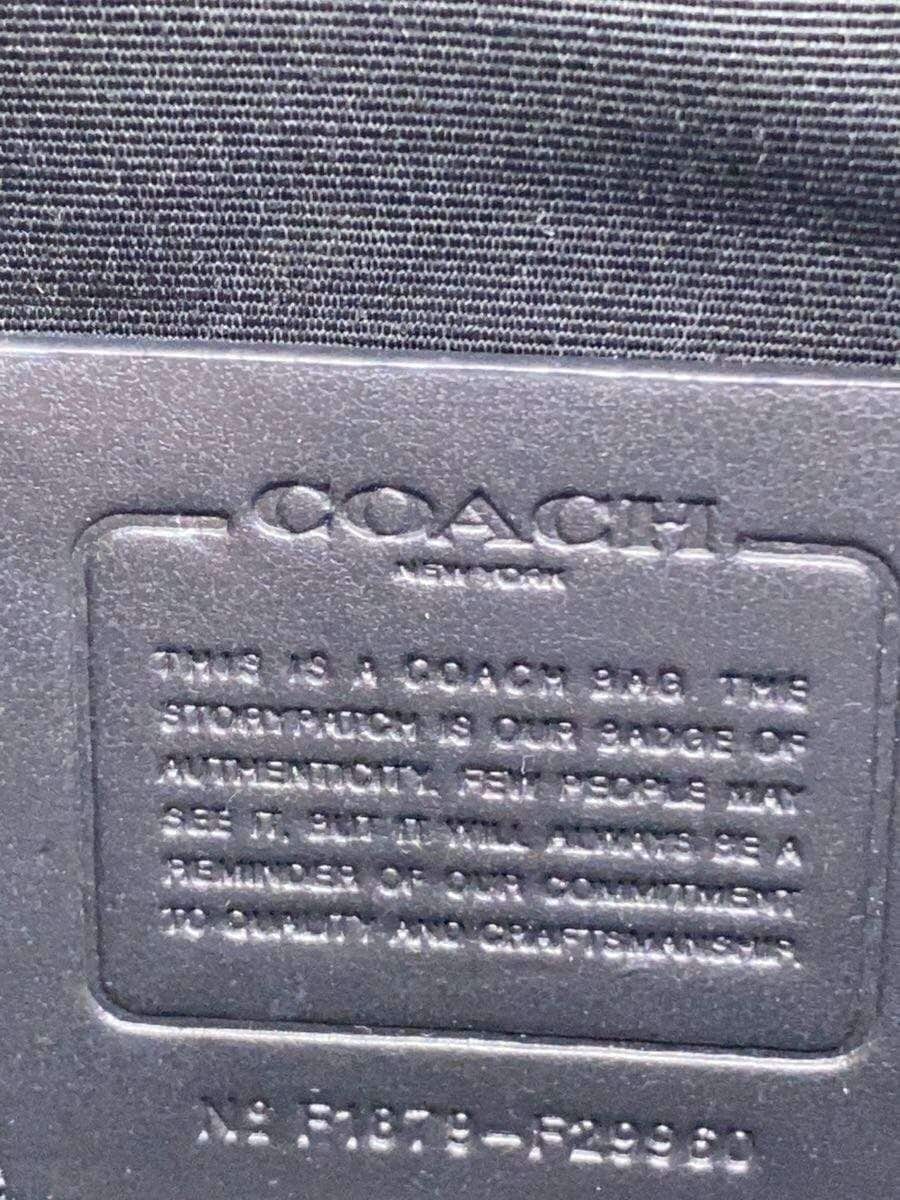 COACH
NEW YORK
THIS IS A COACH BAG. THE
STORYPATCH IS OUR BADGE OF
AUTHENTICITY. FEW PEOPLE MAY
SEE IT, BUT IT WILL ALWAYS BE A
REMINDER OF OUR COMMITMENT
TO QUALITY AND CRAFTSMANSHIP.
Nº F1879-F29960